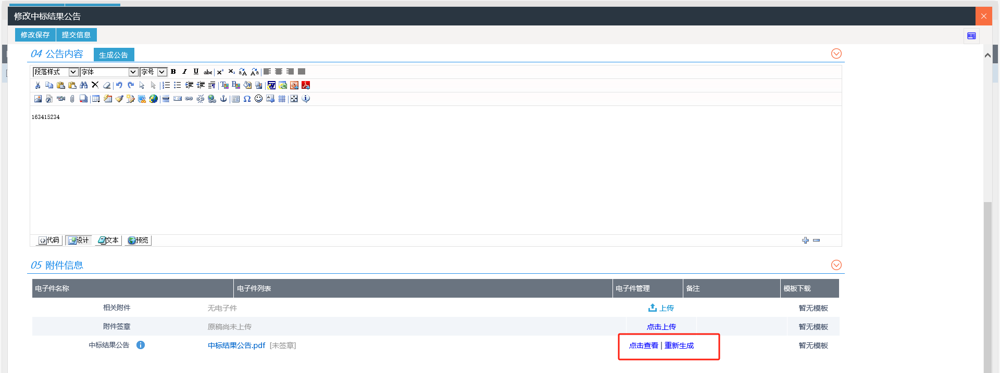 修改中标结果公告
修改保存 提交信息
04 公告内容 生成公告
段落样式 字体 字号 B I U abc
163415234
代码 设计 文本 预览
05 附件信息
电子件名称 电子件列表 电子件管理 备注 模板下载
相关附件 无电子件 上传 暂无模板
附件签章 原稿尚未上传 点击上传 暂无模板
中标结果公告 中标结果公告.pdf [未签章] 点击查看 | 重新生成 暂无模板